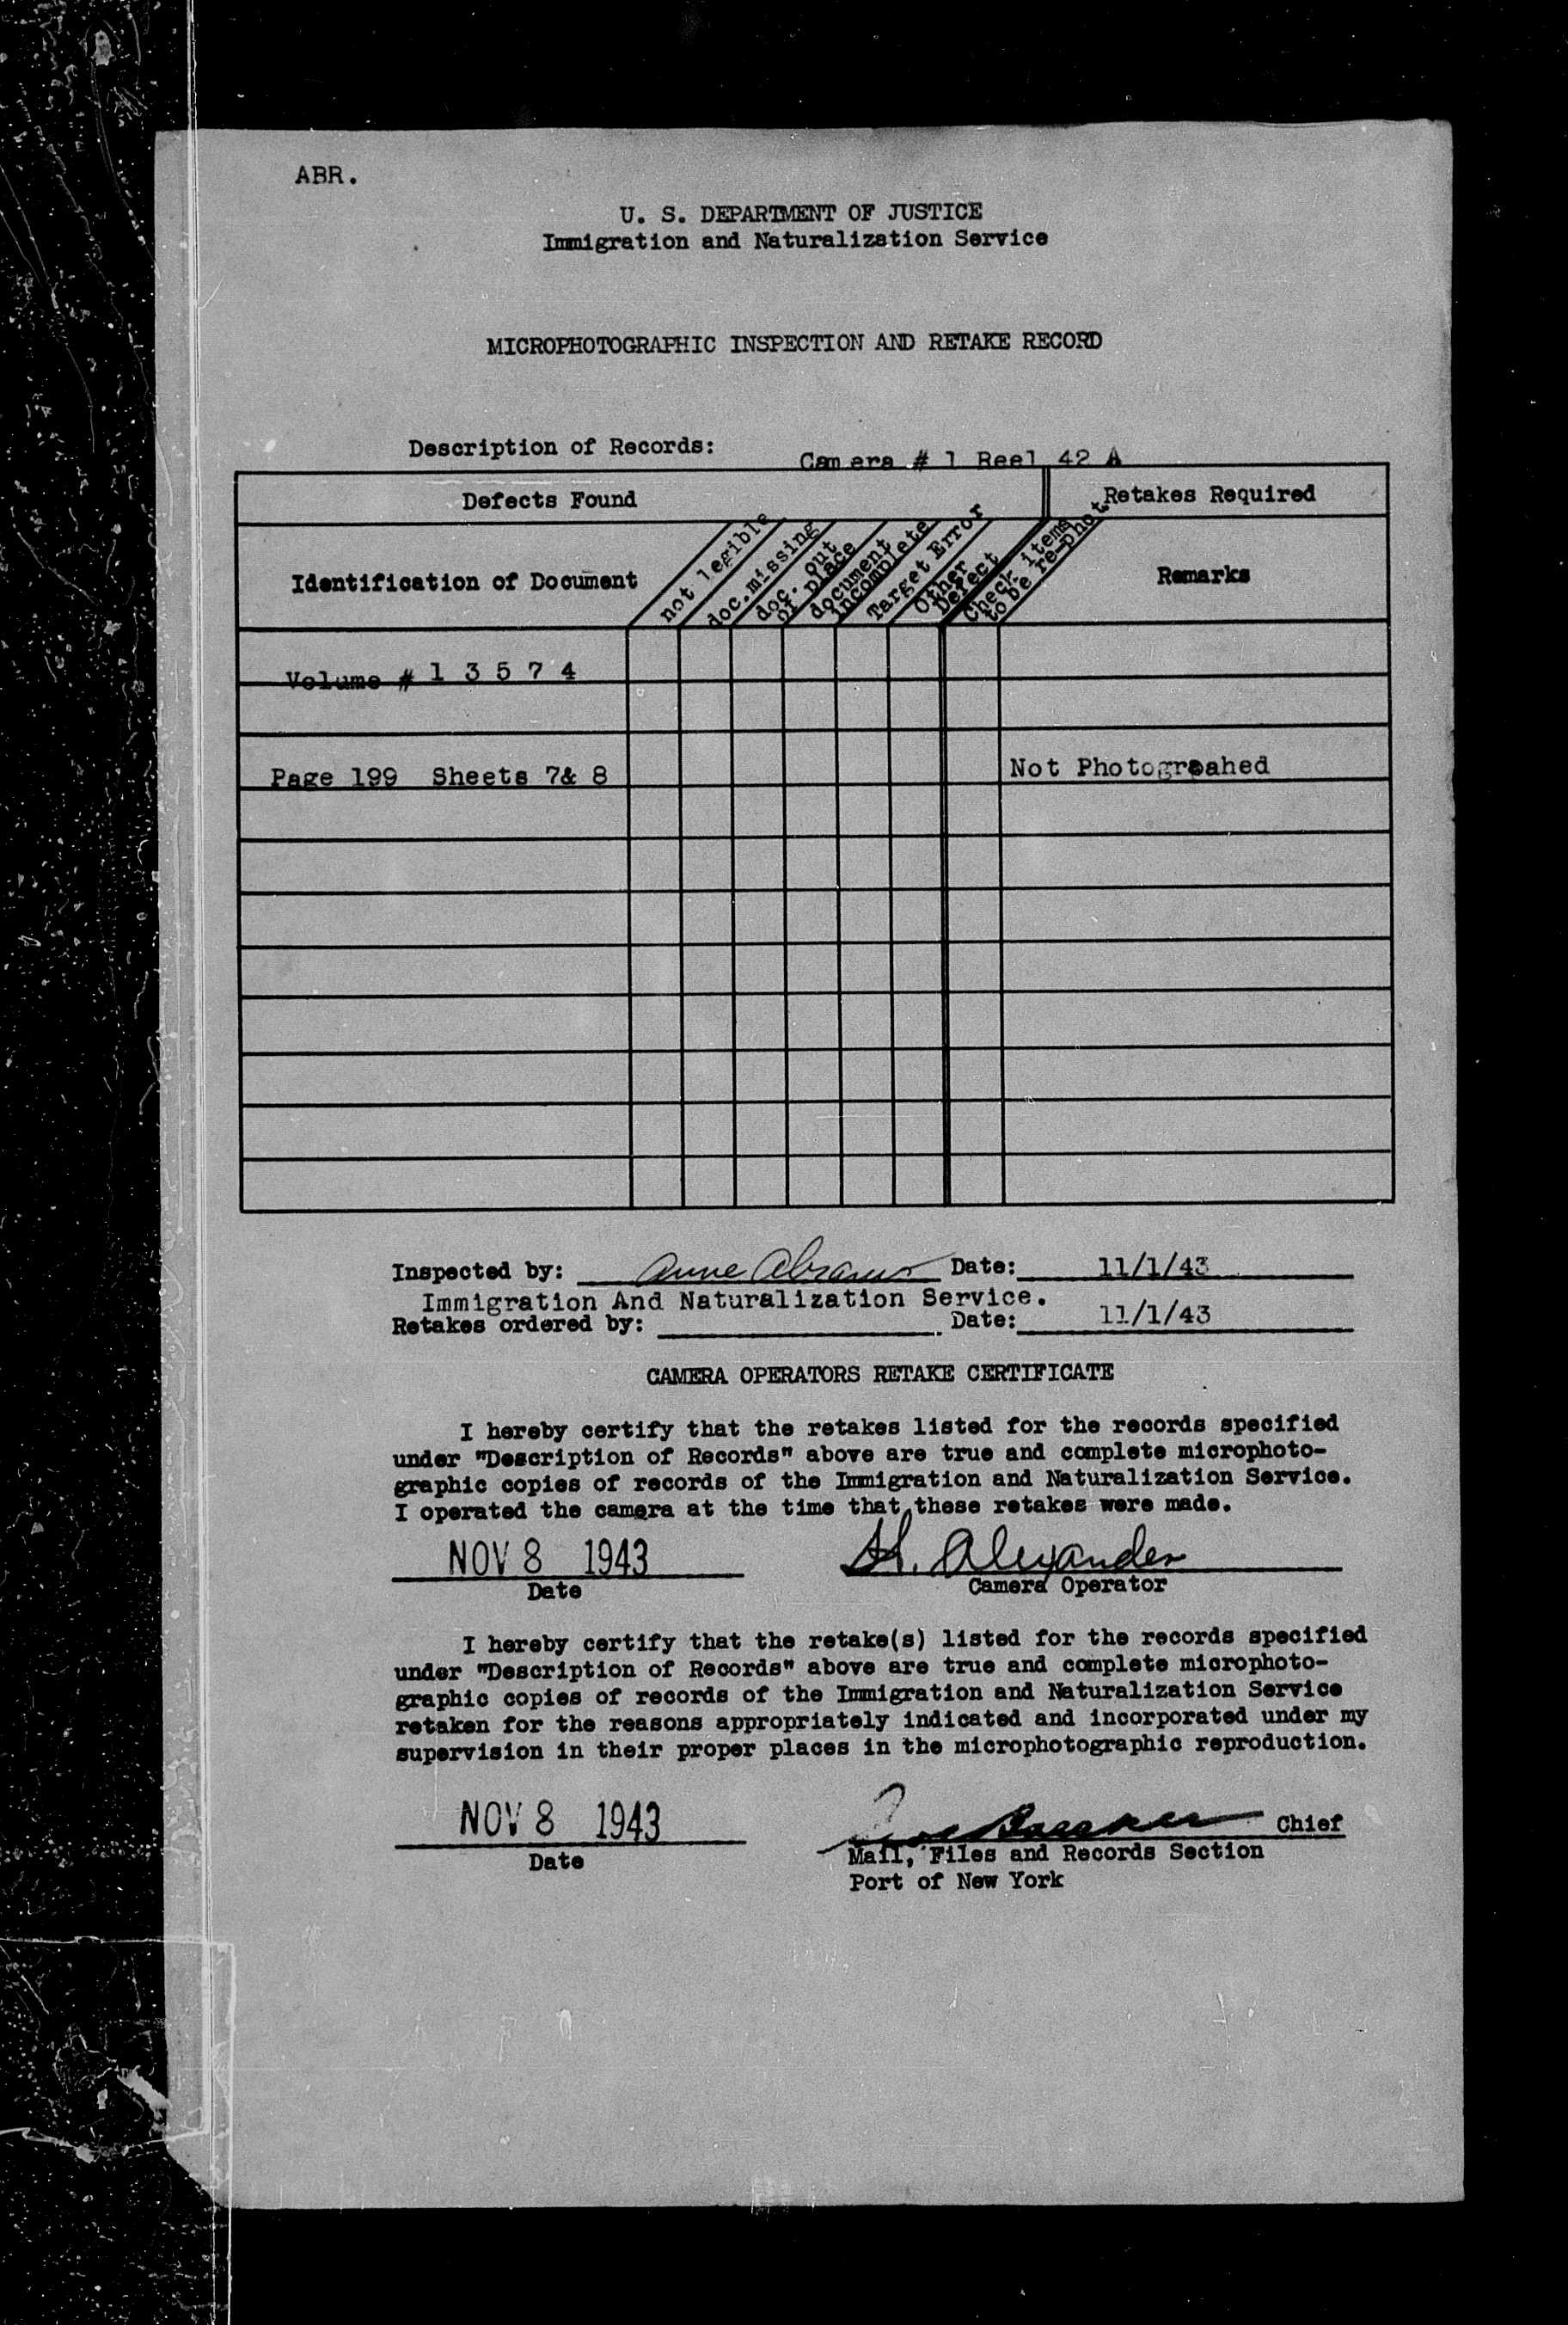 ABR.
U. S. DEPARTMENT OF JUSTICE
Immigration and Naturalization Service
MICROPHOTOGRAPHIC INSPECTION AND RETAKE RECORD
Description of Records: Camera # 1 Reel 42 A
Defects Found
Retakes Required
Identification of Document
not legible
doc.missing
doc. out
of place
document
incomplete
Target Error
Other
Defect
Check items
to be re-phot.
Remarks
Volume # 1 3 5 7 4
Page 199 Sheets 7& 8 Not Photogreahed
Inspected by: Anne Abrams Date: 11/1/43
Immigration And Naturalization Service.
Retakes ordered by: Date: 11/1/43
CAMERA OPERATORS RETAKE CERTIFICATE
I hereby certify that the retakes listed for the records specified
under "Description of Records" above are true and complete microphoto-
graphic copies of records of the Immigration and Naturalization Service.
I operated the camera at the time that these retakes were made.
NOV 8 1943 H. Alexander
Date Camera Operator
I hereby certify that the retake(s) listed for the records specified
under "Description of Records" above are true and complete microphoto-
graphic copies of records of the Immigration and Naturalization Service
retaken for the reasons appropriately indicated and incorporated under my
supervision in their proper places in the microphotographic reproduction.
NOV 8 1943 Chief
Date Mail, Files and Records Section
Port of New York